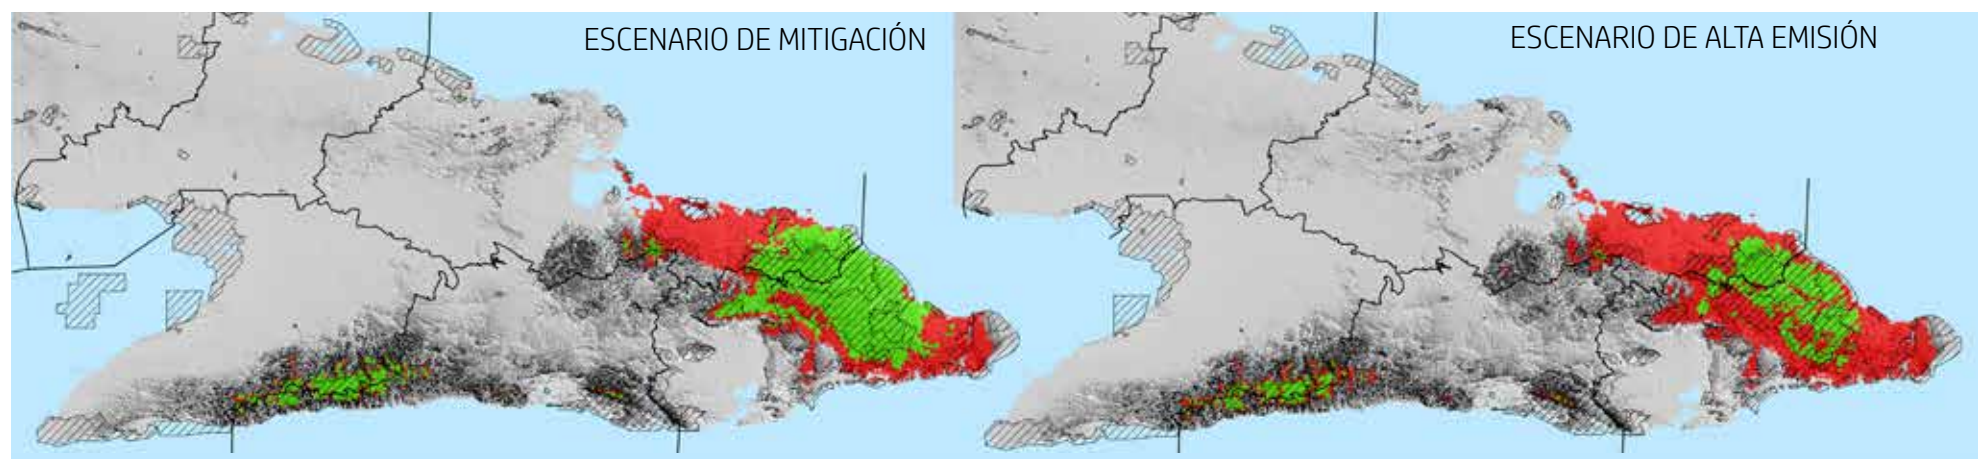 ESCENARIO DE MITIGACIÓN
ESCENARIO DE ALTA EMISIÓN